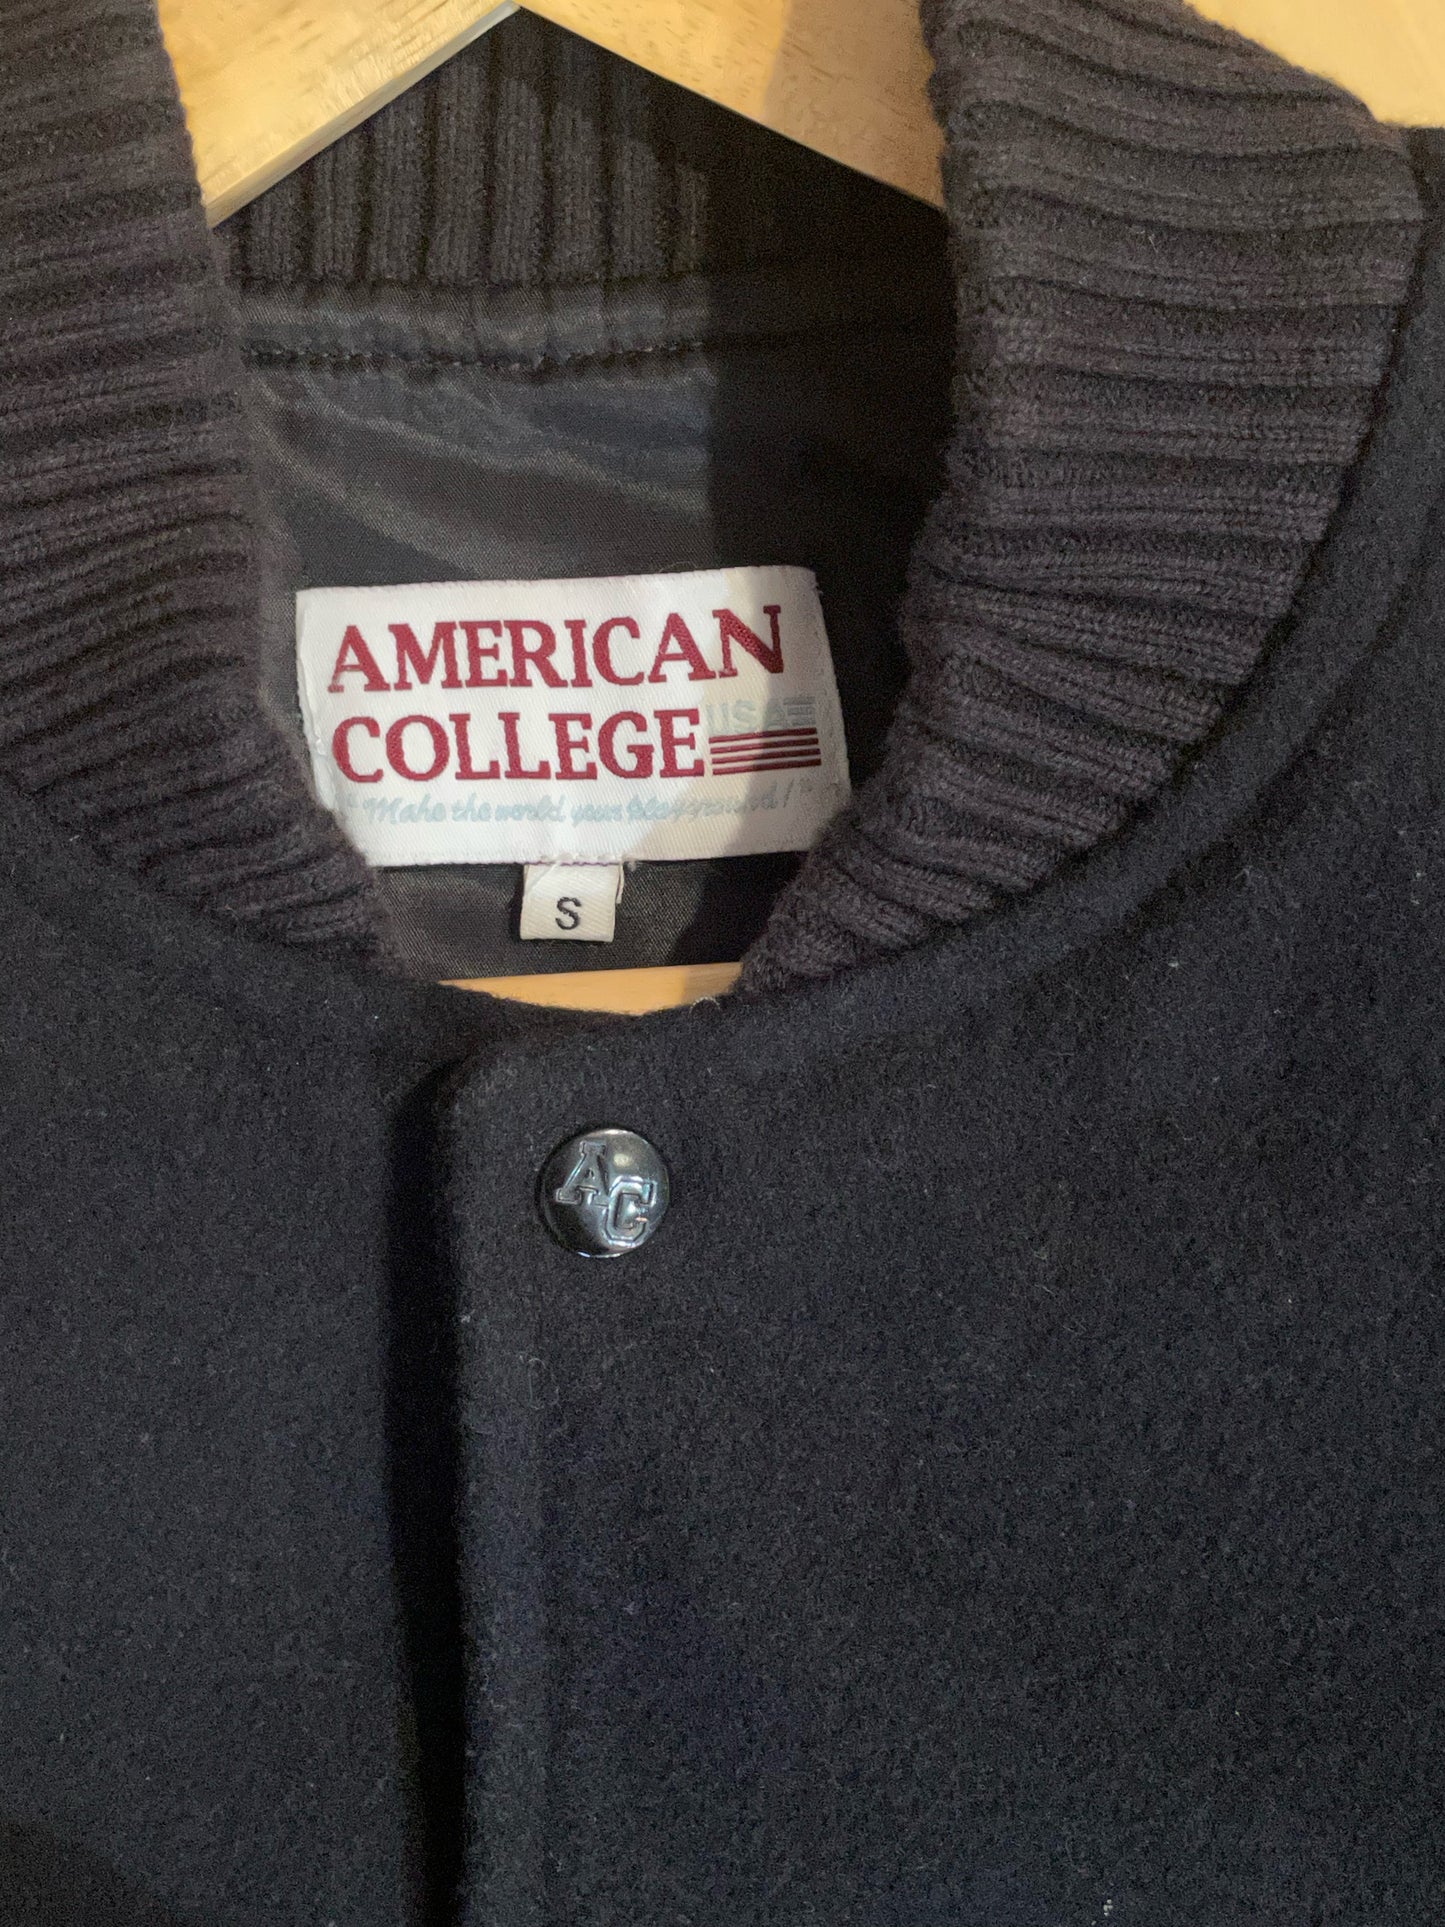 AMERICAN
COLLEGE USA
"Make the world your playground!"
S
AC